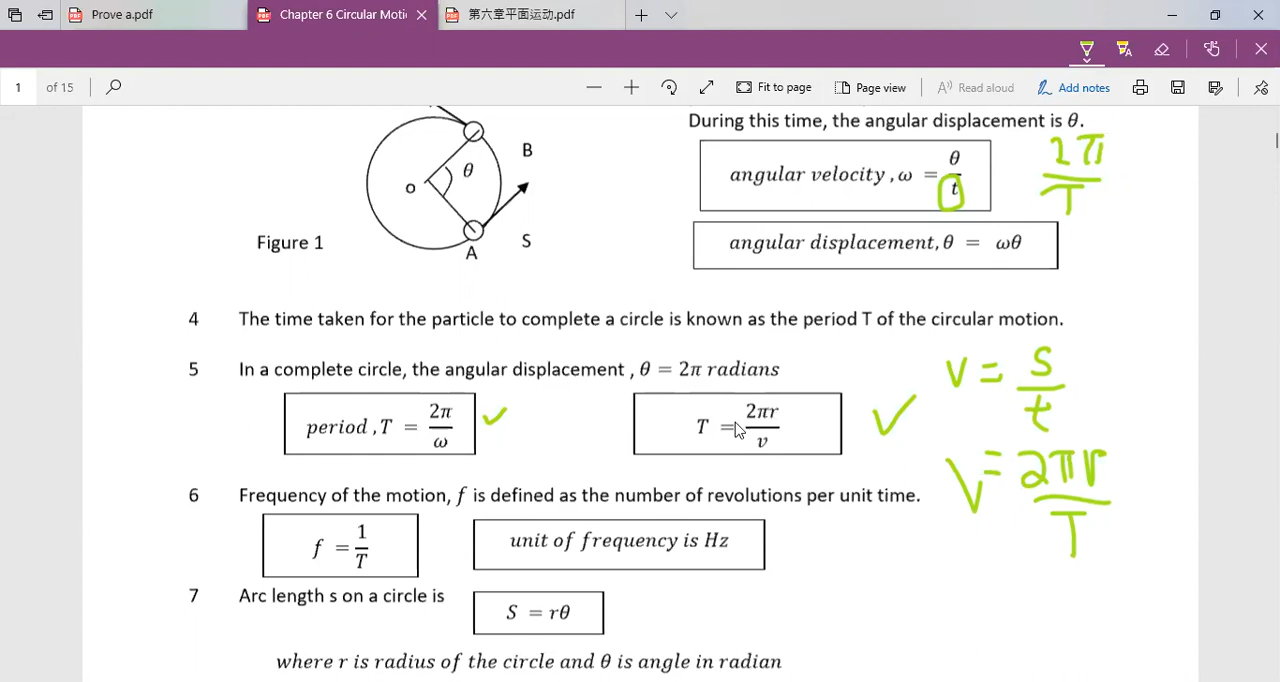 Period a.pdf
Chapter 6 Circular Moti
第六章平面运动.pdf
1 of 15
Fit to page
Page view
Read aloud
Add notes
During this time, the angular displacement is θ.
B
θ
o
S
A
Figure 1
angular velocity , ω = θ/t
2π/T
angular displacement, θ = ωθ
4 The time taken for the particle to complete a circle is known as the period T of the circular motion.
5 In a complete circle, the angular displacement , θ = 2π radians
v = s/t
period , T = 2π/ω
T = 2πr/v
v = 2πr/T
6 Frequency of the motion, f is defined as the number of revolutions per unit time.
f = 1/T
unit of frequency is Hz
7 Arc length s on a circle is
S = rθ
where r is radius of the circle and θ is angle in radian